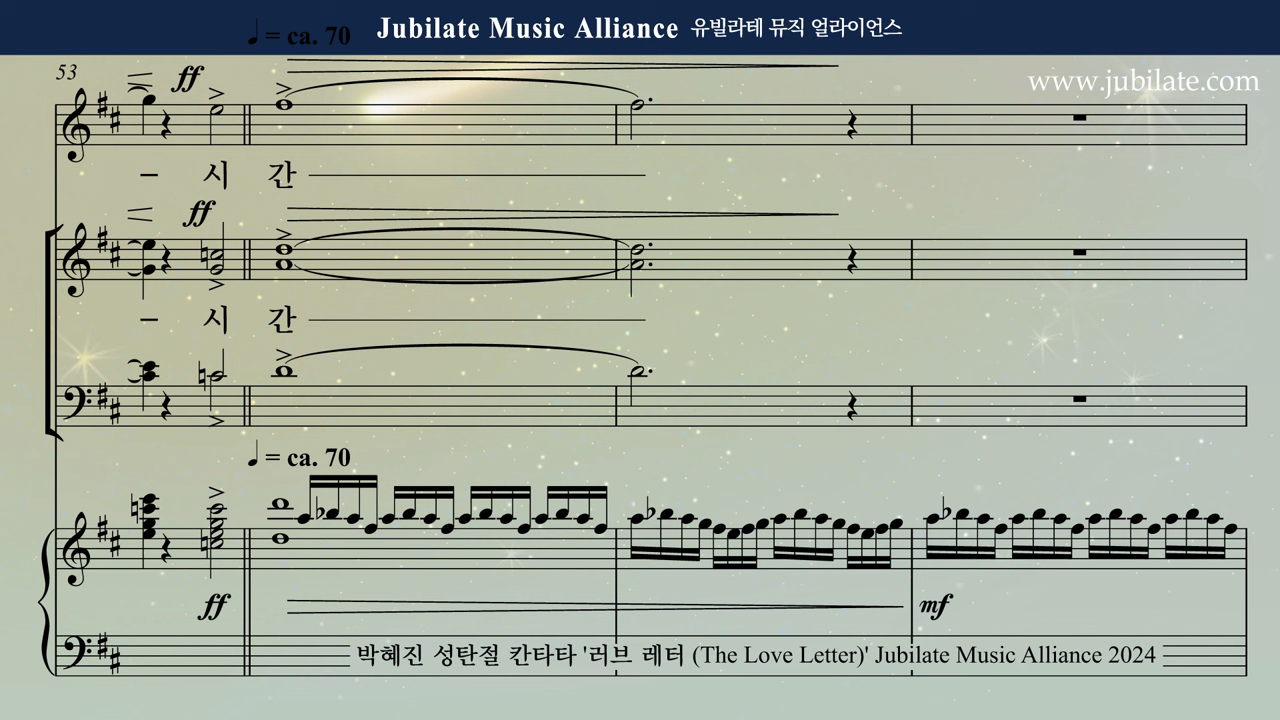 ♩ = ca. 70 Jubilate Music Alliance 유빌라테 뮤직 얼라이언스
www.jubilate.com
53 ff
– 시 간
ff
– 시 간
♩ = ca. 70
ff mf
박혜진 성탄절 칸타타 '러브 레터 (The Love Letter)' Jubilate Music Alliance 2024